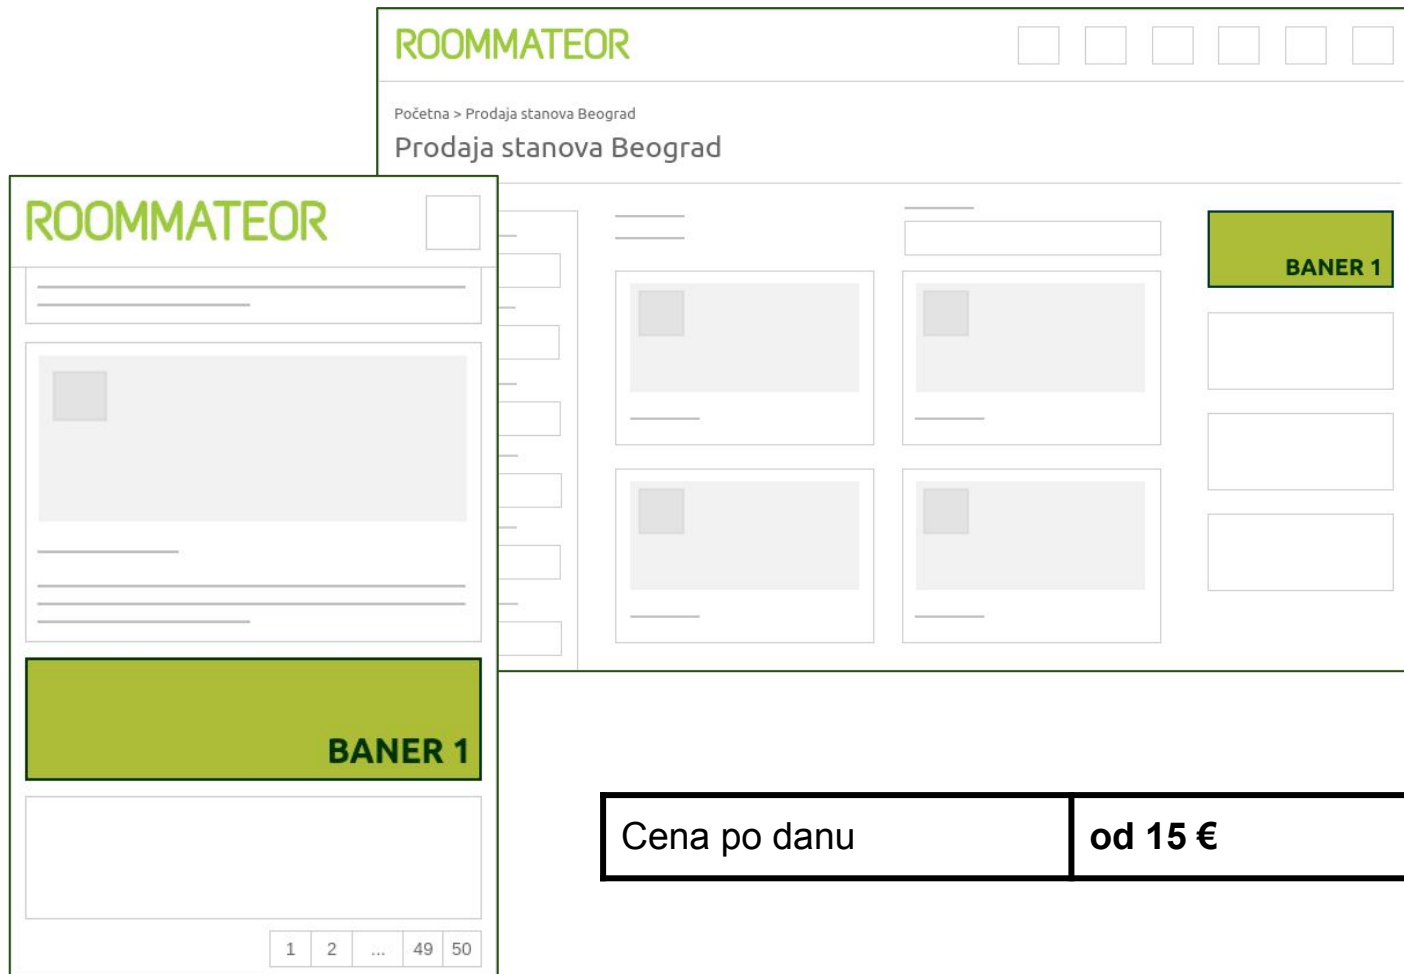 ROOMMATEOR
Početna > Prodaja stanova Beograd
Prodaja stanova Beograd
BANER 1
ROOMMATEOR
BANER 1
1 2 ... 49 50
Cena po danu od 15 €